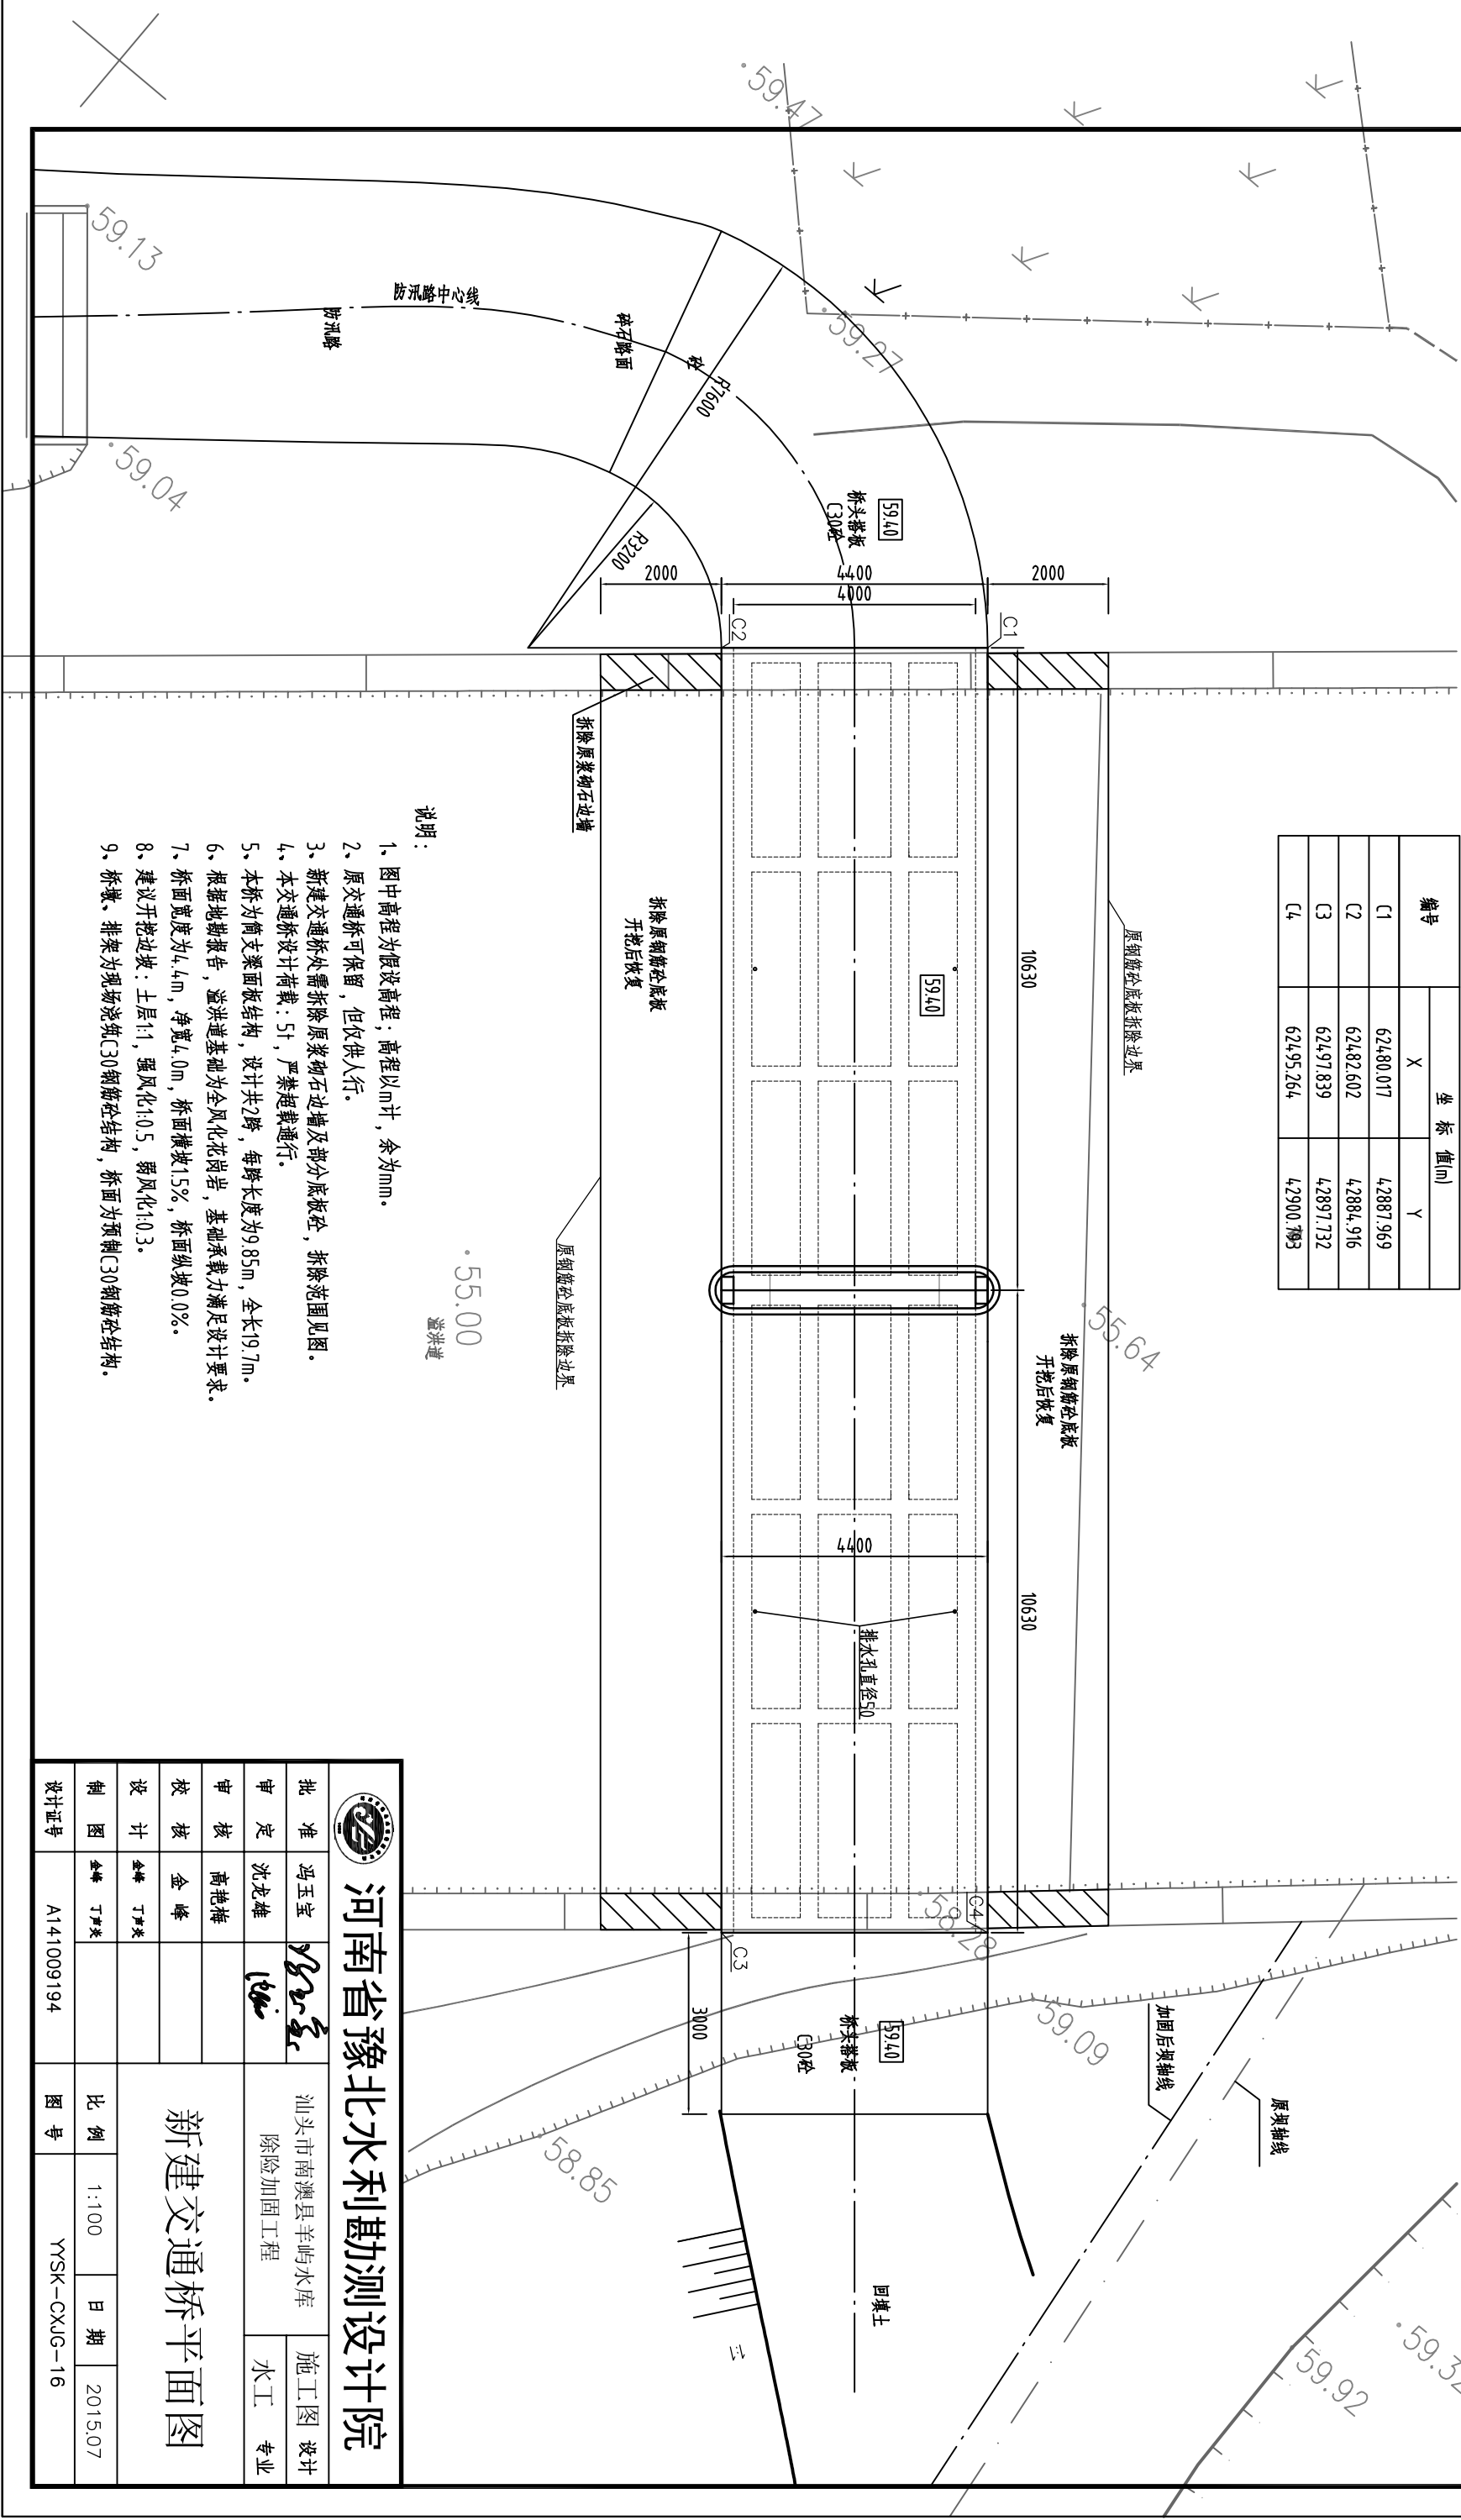 编号
坐 标 值(m)
X
Y
C1 62480.017 42887.969
C2 62482.602 42884.916
C3 62497.839 42897.732
C4 62495.264
59.47
59.27
59.13
59.04
防汛路中心线
防汛路
碎石路面
砼
R7600
R3200
59.40
桥头搭板
C30砼
2000
4400
4000
2000
C1
C2
拆除原浆砌石边墙
原钢筋砼底板拆除边界
10630
59.40
拆除原钢筋砼底板
开挖后恢复
55.64
拆除原钢筋砼底板
开挖后恢复
10630
4400
排水孔直径50
原钢筋砼底板拆除边界
55.00
溢洪道
C4
C3
58.28
3000
59.40
桥头搭板
C30砼
59.09
58.85
加固后坝轴线
原坝轴线
回填土
59.92
59.32
说明：
1、图中高程为假设高程；高程以m计，余为mm。
2、原交通桥可保留，但仅供人行。
3、新建交通桥处需拆除原浆砌石边墙及部分底板砼，拆除范围见图。
4、本交通桥设计荷载：5t，严禁超载通行。
5、本桥为简支梁面板结构，设计共2跨，每跨长度为9.85m，全长19.7m。
6、根据地勘报告，溢洪道基础为全风化花岗岩，基础承载力满足设计要求。
7、桥面宽度为4.4m，净宽4.0m，桥面横坡1.5%，桥面纵坡0.0%。
8、建议开挖边坡：土层1:1，强风化1:0.5，弱风化1:0.3。
9、桥墩、排架为现场浇筑C30钢筋砼结构，桥面为预制C30钢筋砼结构。
河南省豫北水利勘测设计院
批 准 冯玉宝
审 定 沈龙雄
审 核 高艳梅
校 核 金 峰
设 计 金峰 丁声炎
制 图 金峰 丁声炎
设计证号 A141009194
汕头市南澳县羊屿水库
除险加固工程
施工图 设计
水工 专业
新建交通桥平面图
比 例 1:100 日 期 2015.07
图 号 YYSK-CXJG-16